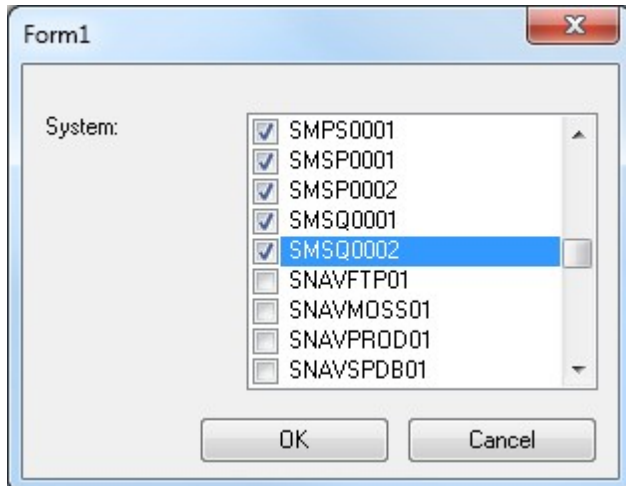 Form1
System:
SMPS0001
SMSP0001
SMSP0002
SMSQ0001
SMSQ0002
SNAVFTP01
SNAVMOSS01
SNAVPROD01
SNAVSPDB01
OK
Cancel